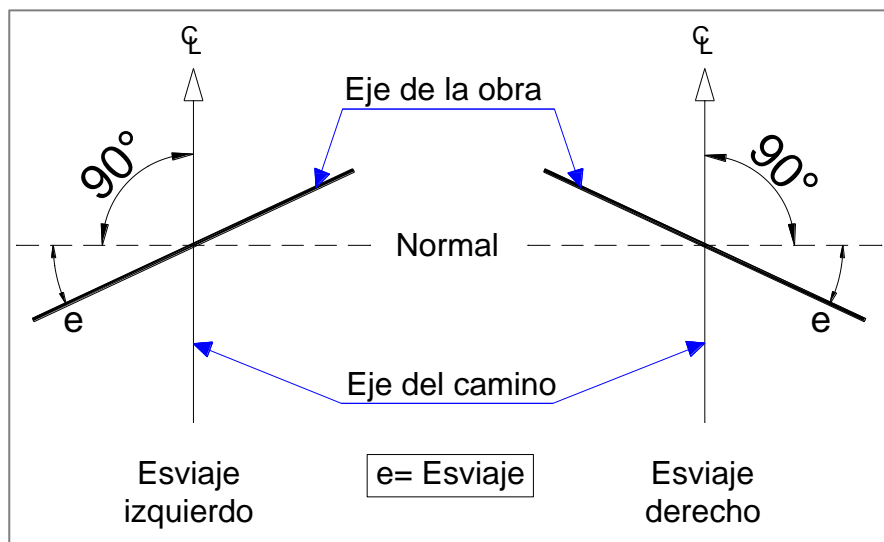 ℄ ℄
Eje de la obra
90° 90°
Normal
e e
Eje del camino
Esviaje
izquierdo
e= Esviaje
Esviaje
derecho